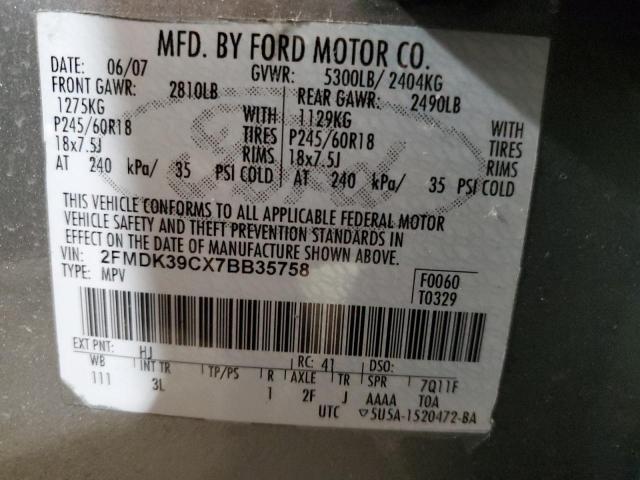 MFD. BY FORD MOTOR CO.
DATE: 06/07 GVWR: 5300LB/ 2404KG
FRONT GAWR: 2810LB REAR GAWR: 2490LB
1275KG WITH 1129KG WITH
P245/60R18 TIRES P245/60R18 TIRES
18x7.5J RIMS 18x7.5J RIMS
AT 240 kPa/ 35 PSI COLD AT 240 kPa/ 35 PSI COLD
THIS VEHICLE CONFORMS TO ALL APPLICABLE FEDERAL MOTOR
VEHICLE SAFETY AND THEFT PREVENTION STANDARDS IN
EFFECT ON THE DATE OF MANUFACTURE SHOWN ABOVE.
VIN: 2FMDK39CX7BB35758
TYPE: MPV
F0060
T0329
EXT PNT: HJ RC: 41 DSO:
WB INT TR TP/PS R AXLE TR SPR 7Q11F
111 3L 1 2F J AAAA TOA
UTC ▽5U5A-1520472-BA
Ford